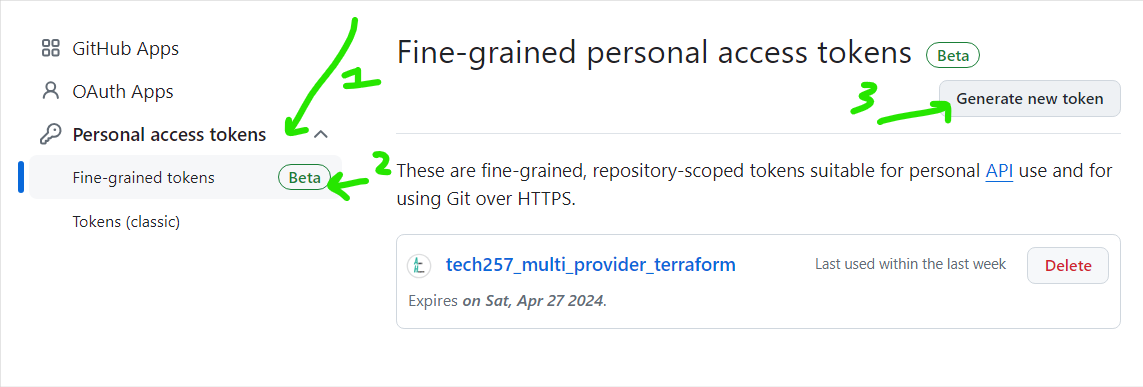 GitHub Apps
OAuth Apps
Personal access tokens
Fine-grained tokens Beta
Tokens (classic)
1
2
3
Fine-grained personal access tokens Beta
Generate new token
These are fine-grained, repository-scoped tokens suitable for personal API use and for
using Git over HTTPS.
tech257_multi_provider_terraform
Last used within the last week
Delete
Expires on Sat, Apr 27 2024.